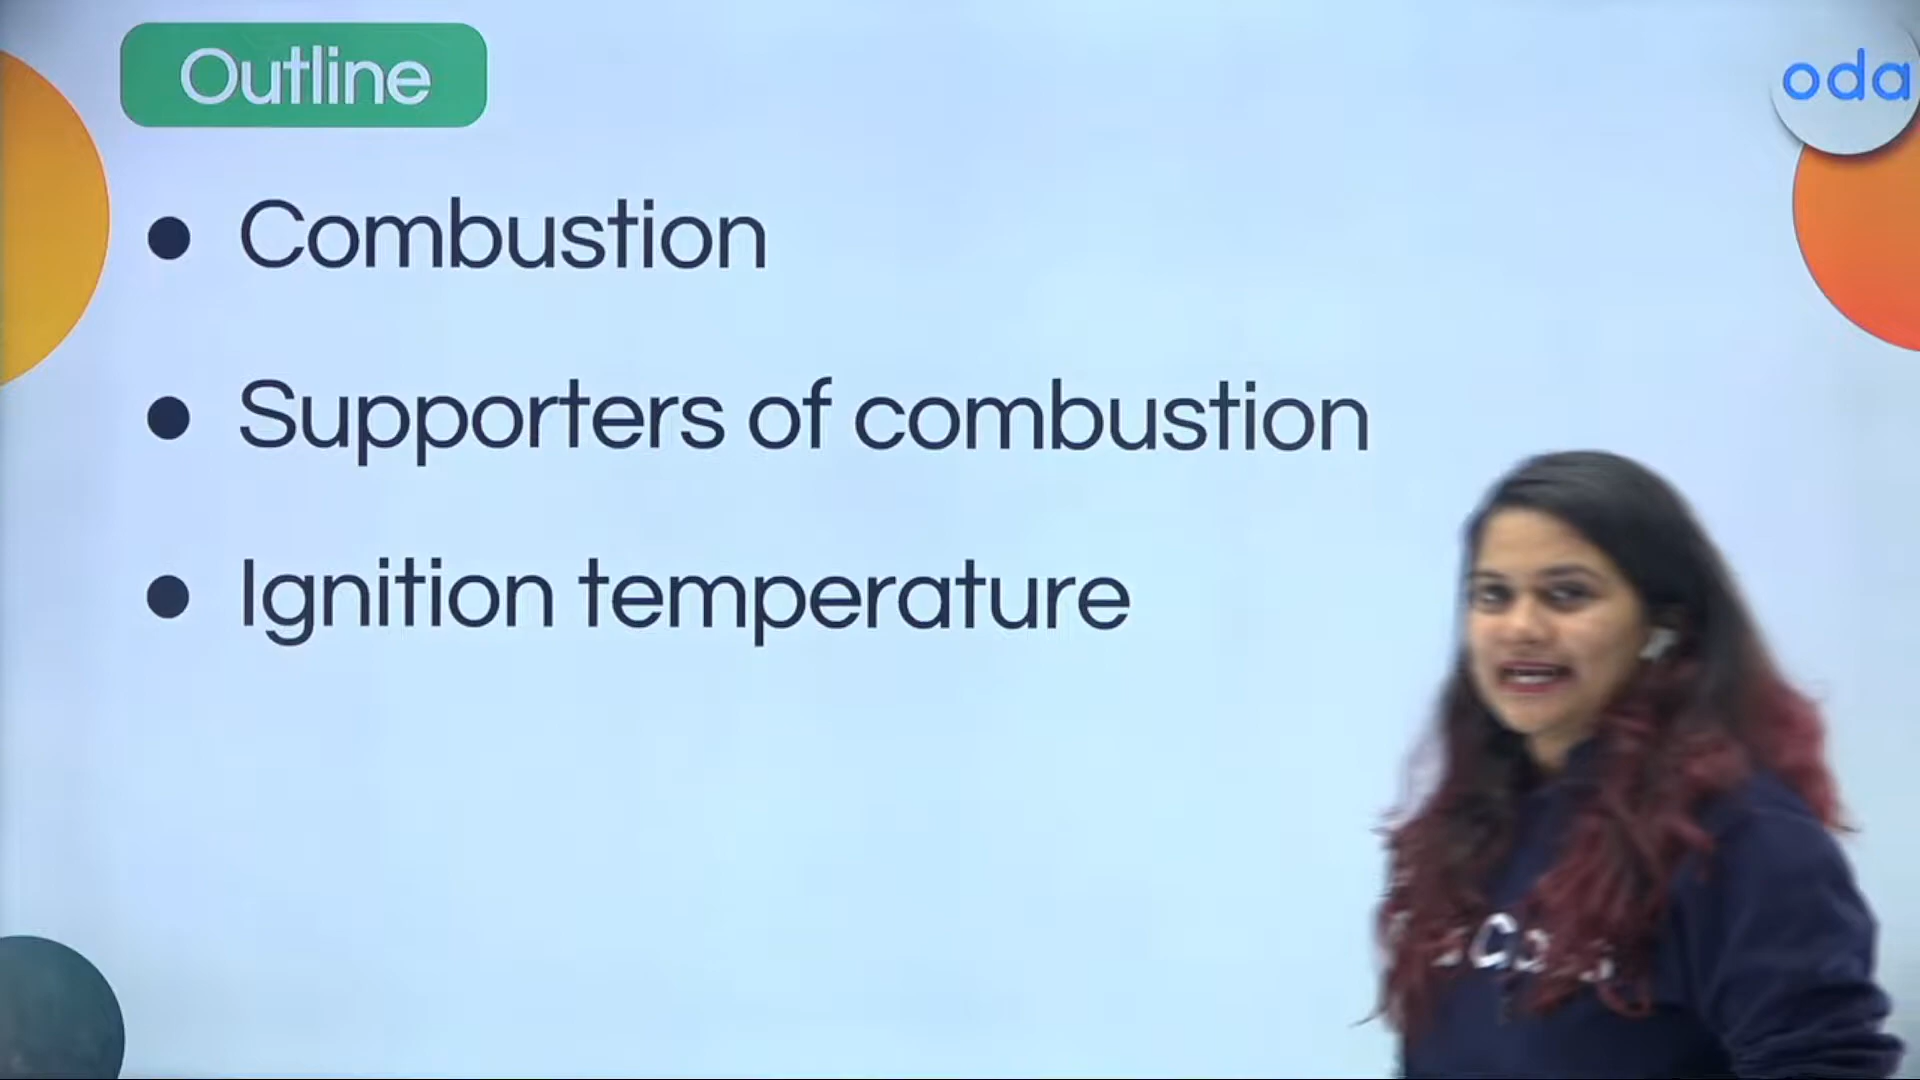 Outline
oda
Combustion
Supporters of combustion
Ignition temperature